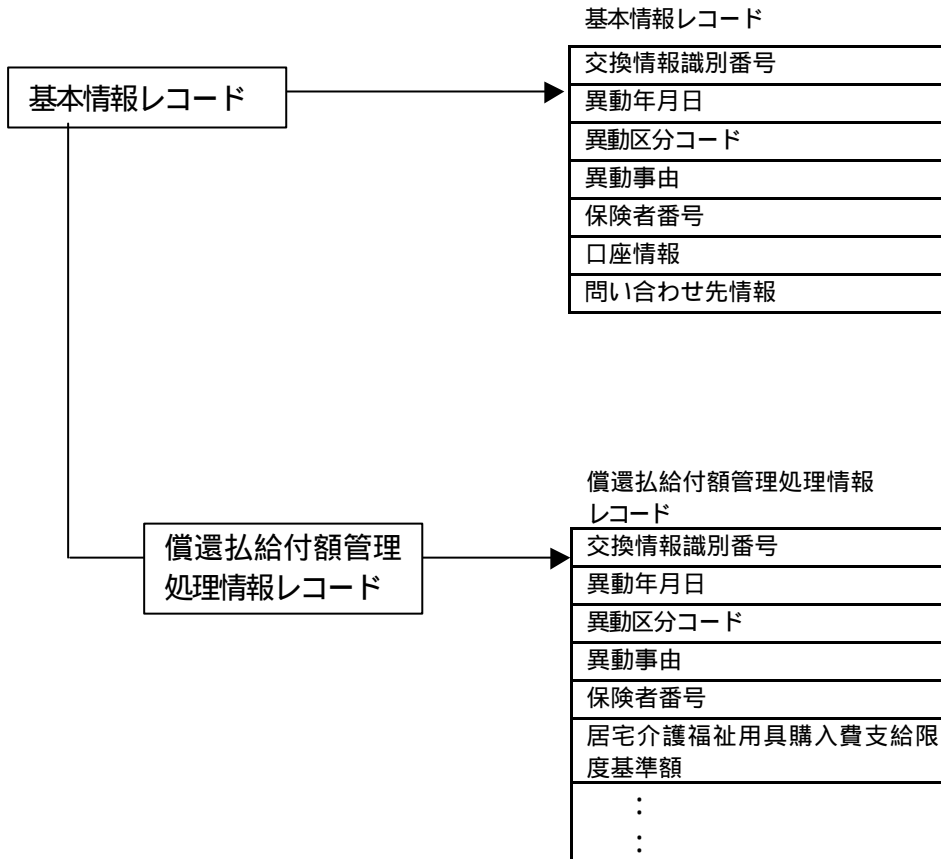 基本情報レコード
基本情報レコード
交換情報識別番号
異動年月日
異動区分コード
異動事由
保険者番号
口座情報
問い合わせ先情報
償還払給付額管理
処理情報レコード
償還払給付額管理処理情報
レコード
交換情報識別番号
異動年月日
異動区分コード
異動事由
保険者番号
居宅介護福祉用具購入費支給限
度基準額
：
：